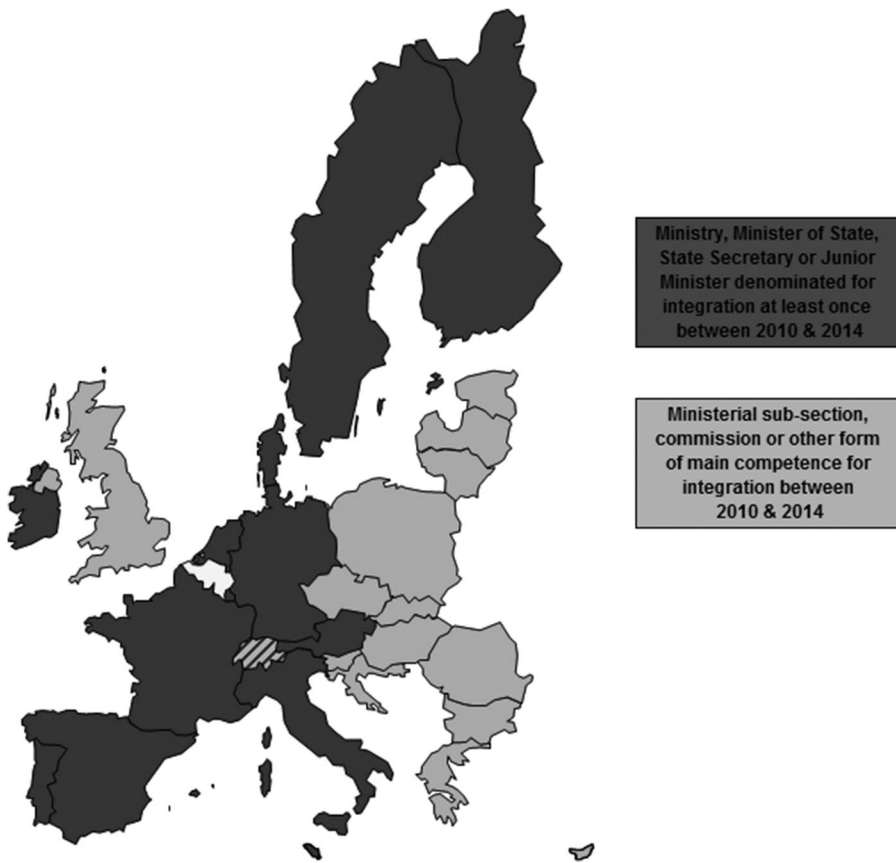 Ministry, Minister of State,
State Secretary or Junior
Minister denominated for
integration at least once
between 2010 & 2014
Ministerial sub-section,
commission or other form
of main competence for
integration between
2010 & 2014